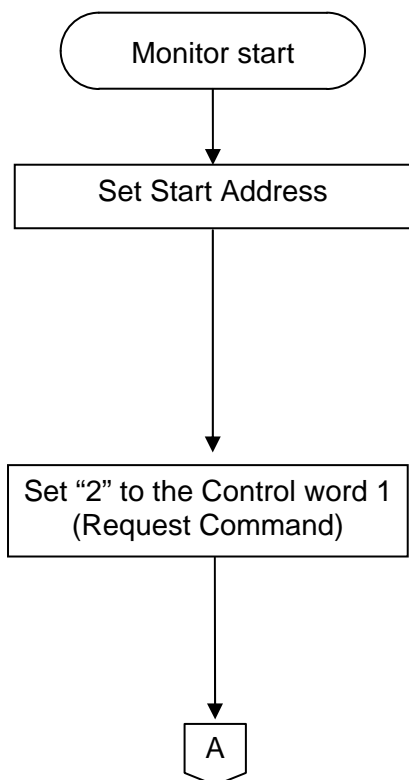 Monitor start
Set Start Address
Set “2” to the Control word 1
(Request Command)
A